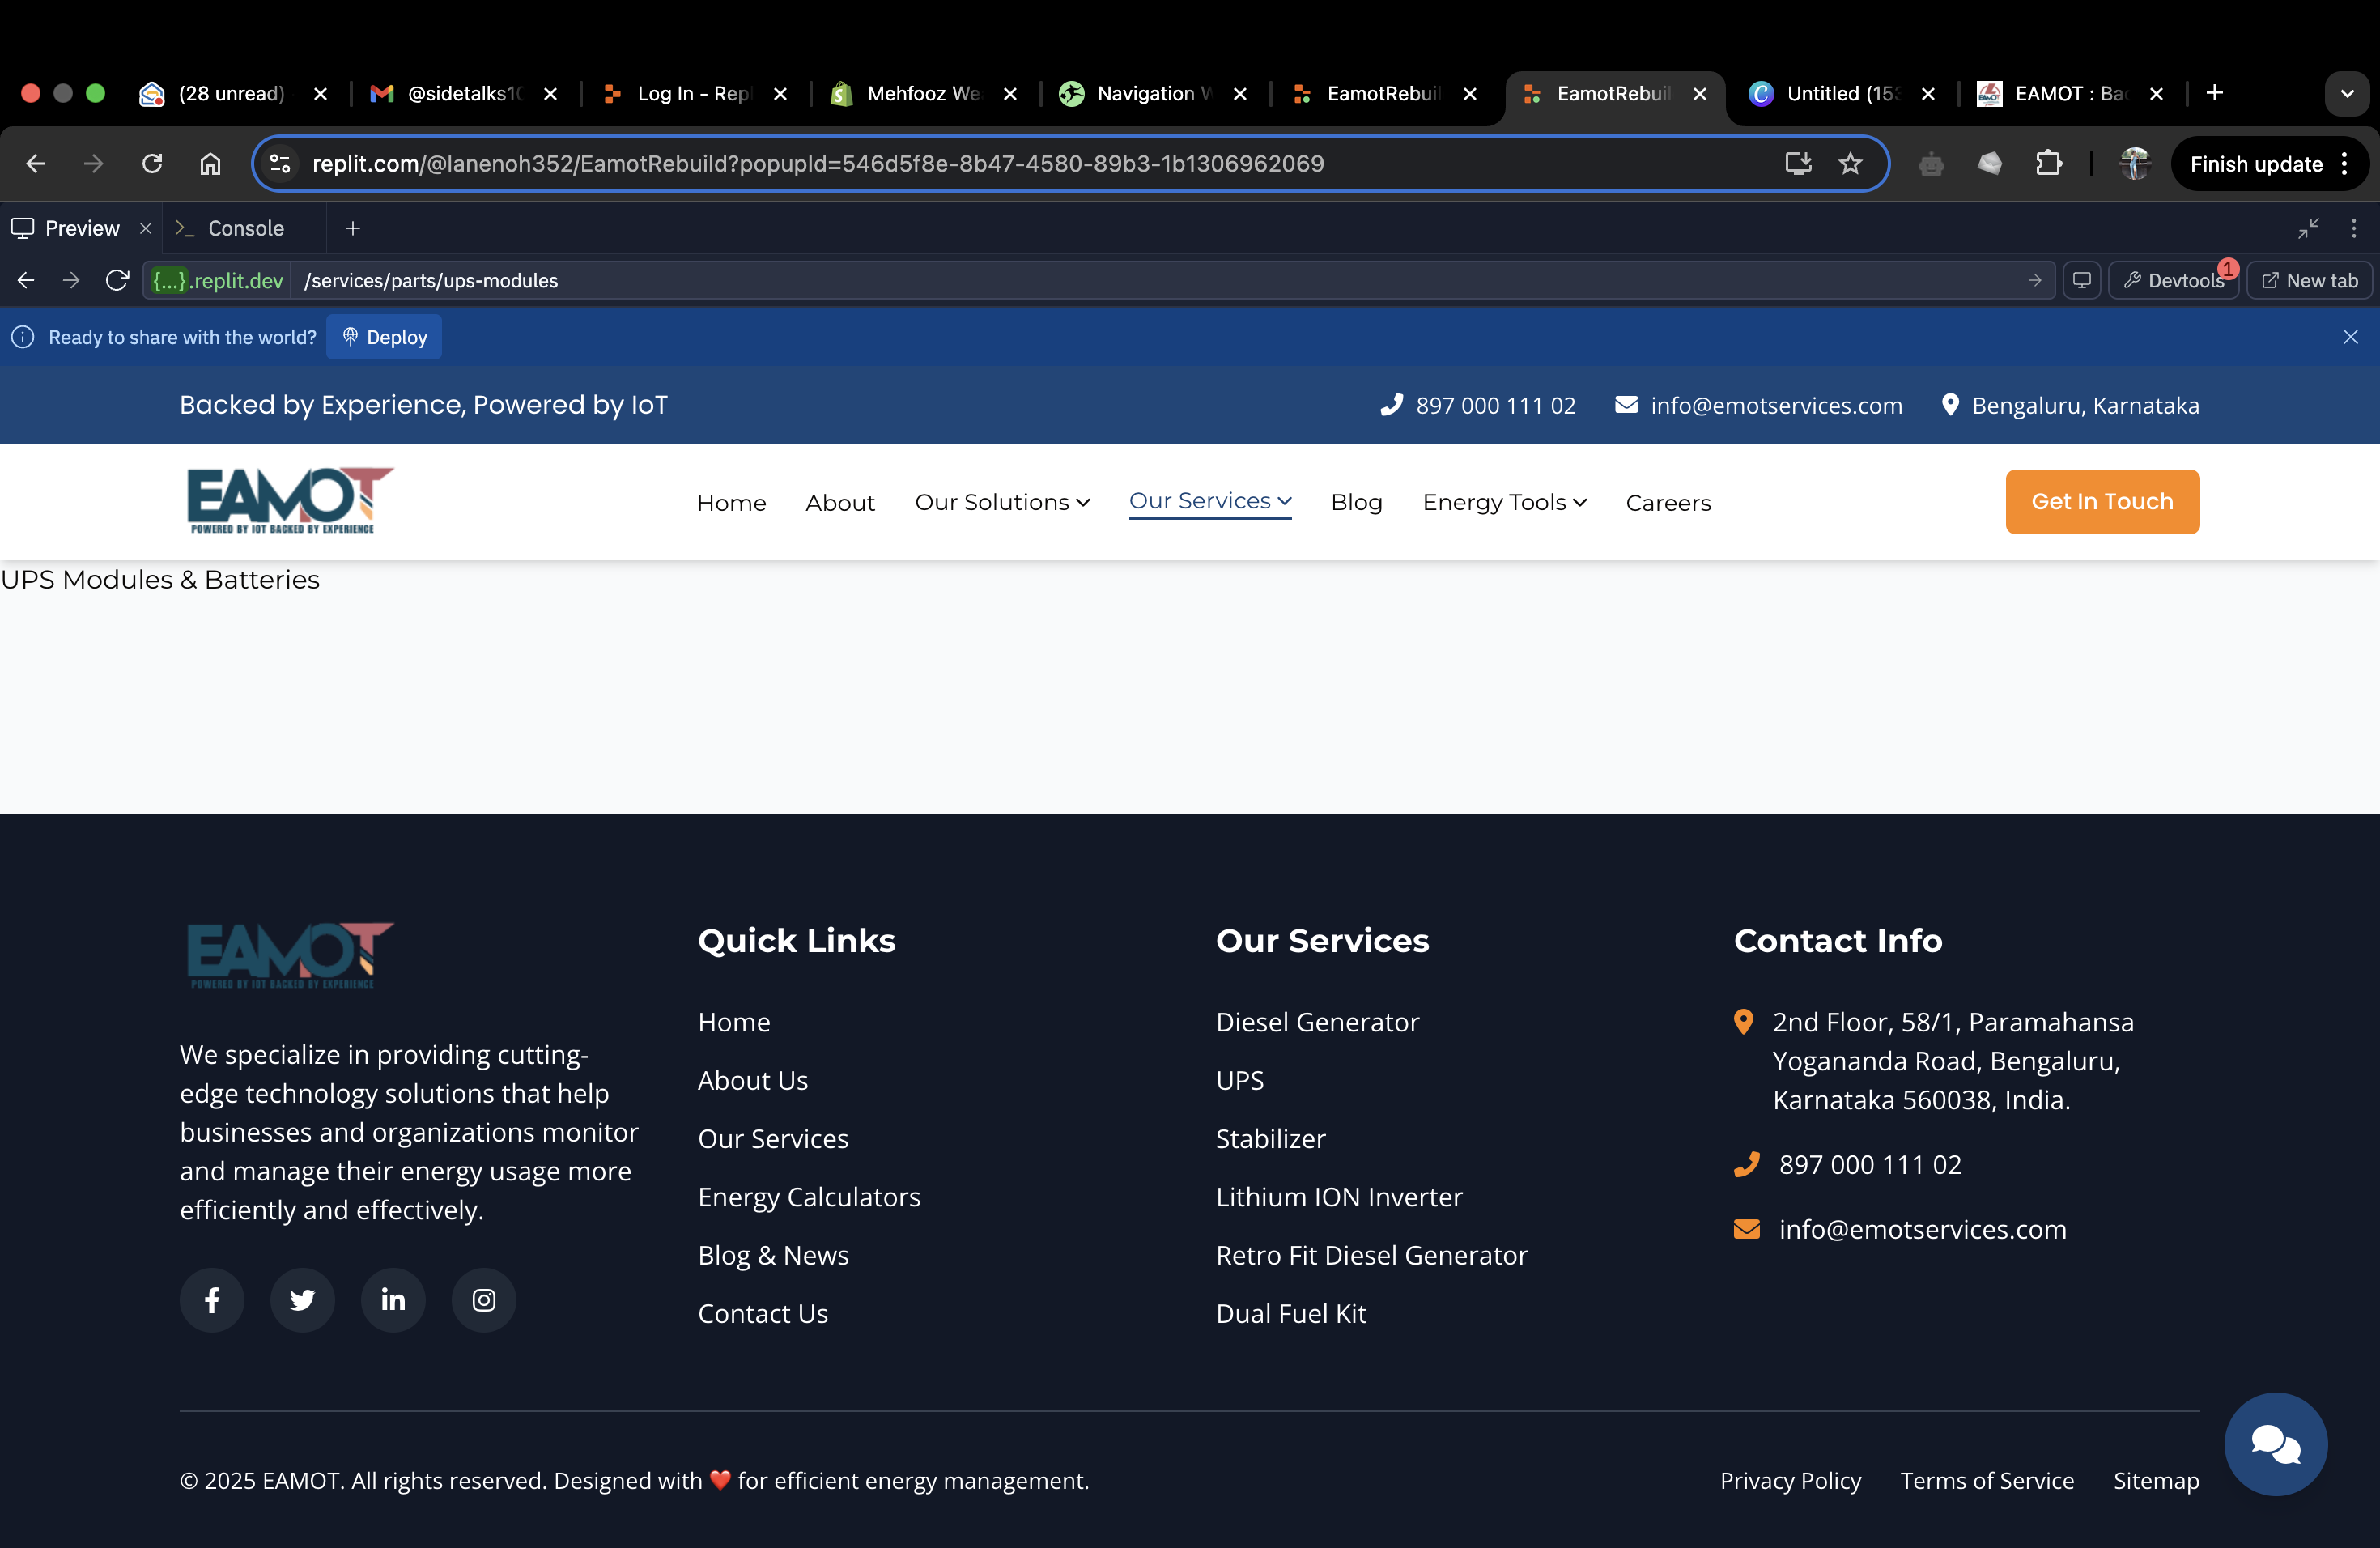 (28 unread)
@sidetalks10
Log In - Repl
Mehfooz We
Navigation W
EamotRebuil
EamotRebuil
Untitled (153
EAMOT : Bac
replit.com/@lanenoh352/EamotRebuild?popupId=546d5f8e-8b47-4580-89b3-1b1306962069
Finish update
Preview
Console
{...}.replit.dev
/services/parts/ups-modules
Devtools
1
New tab
Ready to share with the world?
Deploy
Backed by Experience, Powered by IoT
897 000 111 02
info@emotservices.com
Bengaluru, Karnataka
EAMOT
POWERED BY IOT BACKED BY EXPERIENCE
Home
About
Our Solutions
Our Services
Blog
Energy Tools
Careers
Get In Touch
UPS Modules & Batteries
EAMOT
POWERED BY IOT BACKED BY EXPERIENCE
We specialize in providing cutting-
edge technology solutions that help
businesses and organizations monitor
and manage their energy usage more
efficiently and effectively.
Quick Links
Home
About Us
Our Services
Energy Calculators
Blog & News
Contact Us
Our Services
Diesel Generator
UPS
Stabilizer
Lithium ION Inverter
Retro Fit Diesel Generator
Dual Fuel Kit
Contact Info
2nd Floor, 58/1, Paramahansa
Yogananda Road, Bengaluru,
Karnataka 560038, India.
897 000 111 02
info@emotservices.com
© 2025 EAMOT. All rights reserved. Designed with ❤️ for efficient energy management.
Privacy Policy
Terms of Service
Sitemap